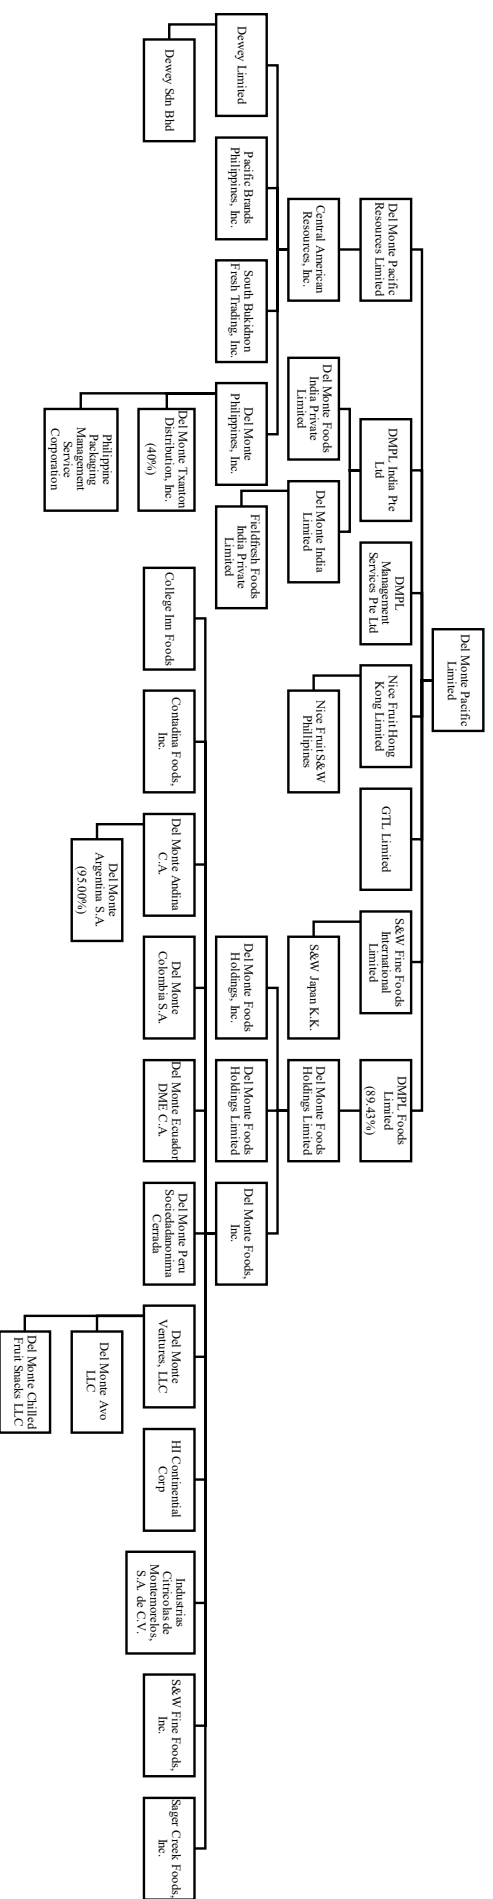 Del Monte Pacific
Limited
Del Monte Pacific
Resources Limited
DMPL India Pte
Ltd
DMPL
Management
Services Pte Ltd
Nice Fruit Hong
Kong Limited
GTL Limited
S&W Fine Foods
International
Limited
DMPL Foods
Limited
(89.43%)
Central American
Resources, Inc.
Del Monte Foods
India Private
Limited
Del Monte India
Limited
Nice Fruit S&W
Phillipines
S&W Japan K.K.
Del Monte Foods
Holdings Limited
Dewey Limited
Pacific Brands
Philippines, Inc.
South Bukidnon
Fresh Trading, Inc.
Del Monte
Philippines, Inc.
Fieldfresh Foods
India Private
Limited
Del Monte Foods
Holdings, Inc.
Del Monte Foods
Holdings Limited
Del Monte Foods,
Inc.
Dewey Sdn Bhd
Del Monte Txanton
Distribution, Inc.
(40%)
Philippine
Packaging
Management
Service
Corporation
College Inn Foods
Contadina Foods,
Inc.
Del Monte Andina
C.A.
Del Monte
Colombia S.A.
Del Monte Ecuador
DME C.A.
Del Monte Peru
Sociedadanonima
Cerrada
Del Monte
Ventures, LLC
HI Continental
Corp
Industrias
Citricolas de
Montemorelos,
S.A. de C.V.
S&W Fine Foods,
Inc.
Sager Creek Foods,
Inc.
Del Monte
Argentina S.A.
(95.00%)
Del Monte Avo
LLC
Del Monte Chilled
Fruit Snacks LLC